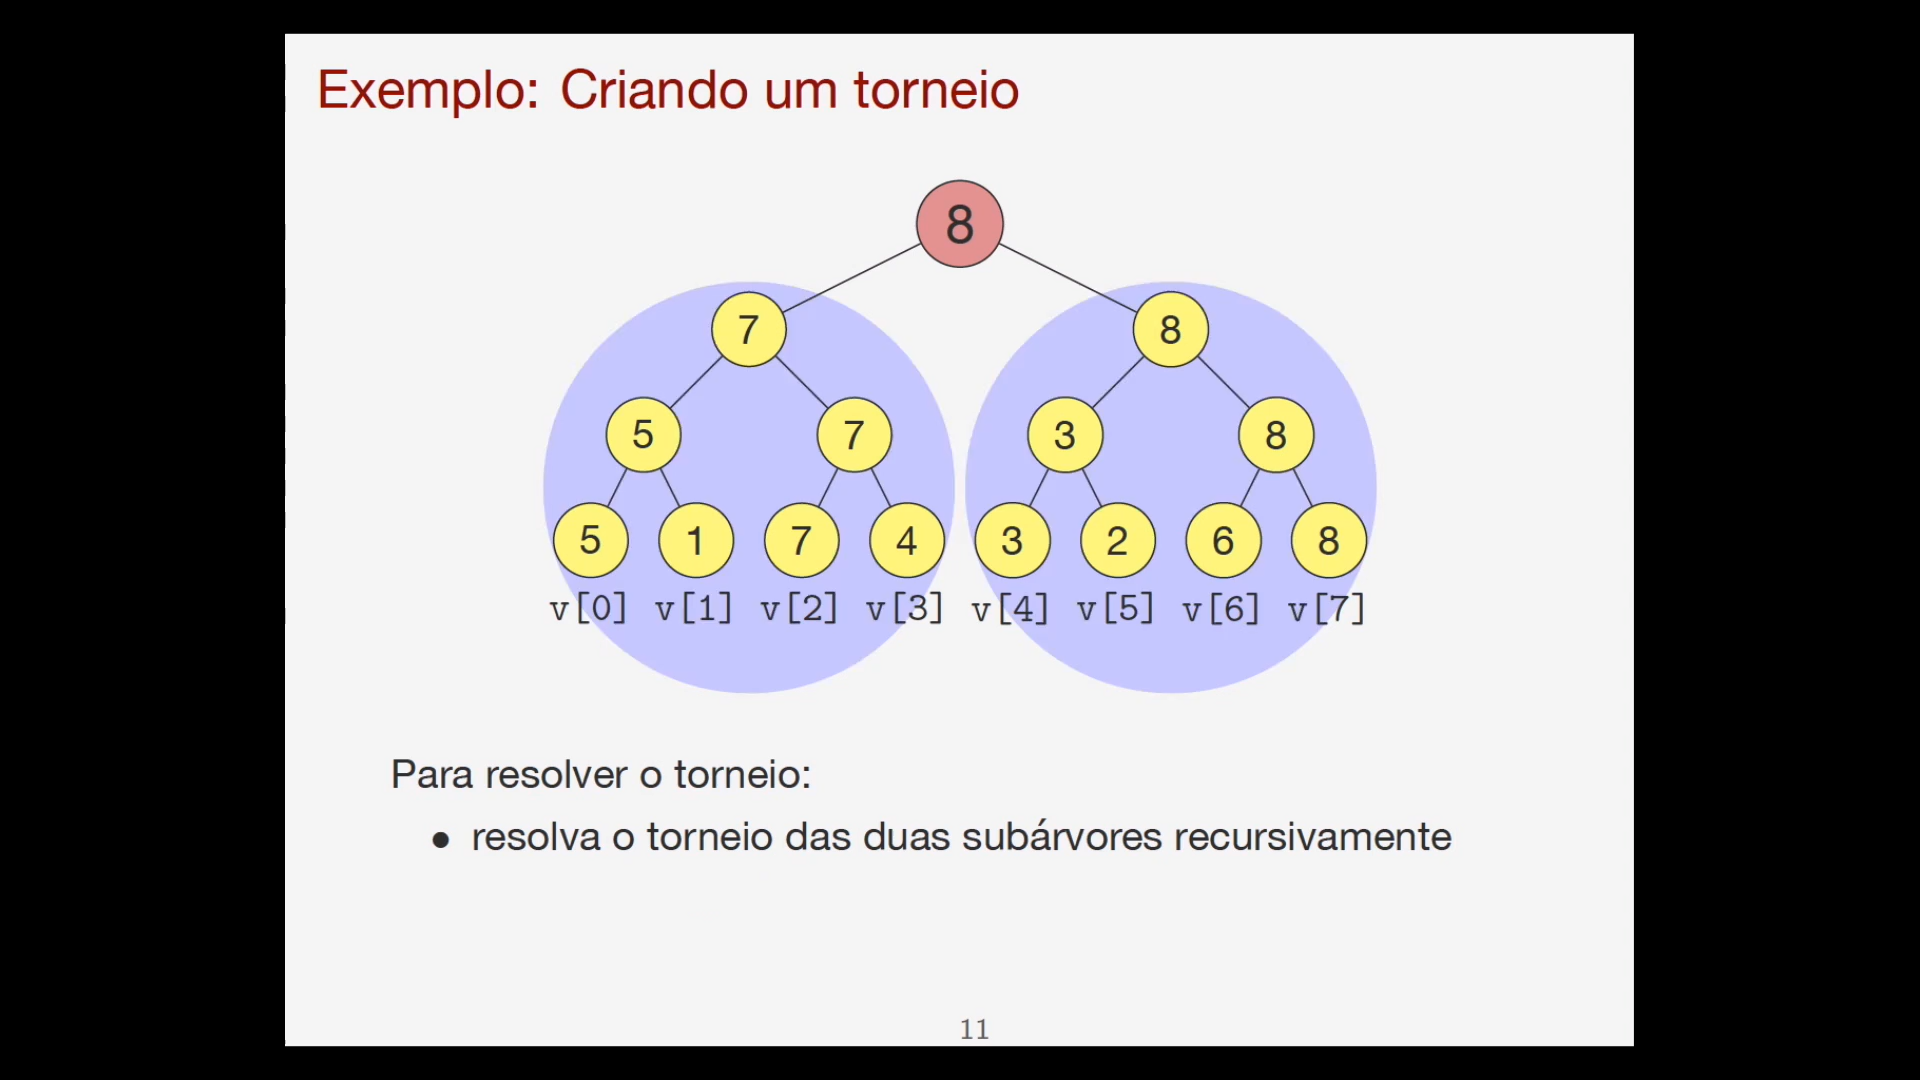 Exemplo: Criando um torneio
8
7 8
5 7 3 8
5 1 7 4 3 2 6 8
v[0] v[1] v[2] v[3] v[4] v[5] v[6] v[7]
Para resolver o torneio:
● resolva o torneio das duas subárvores recursivamente
11